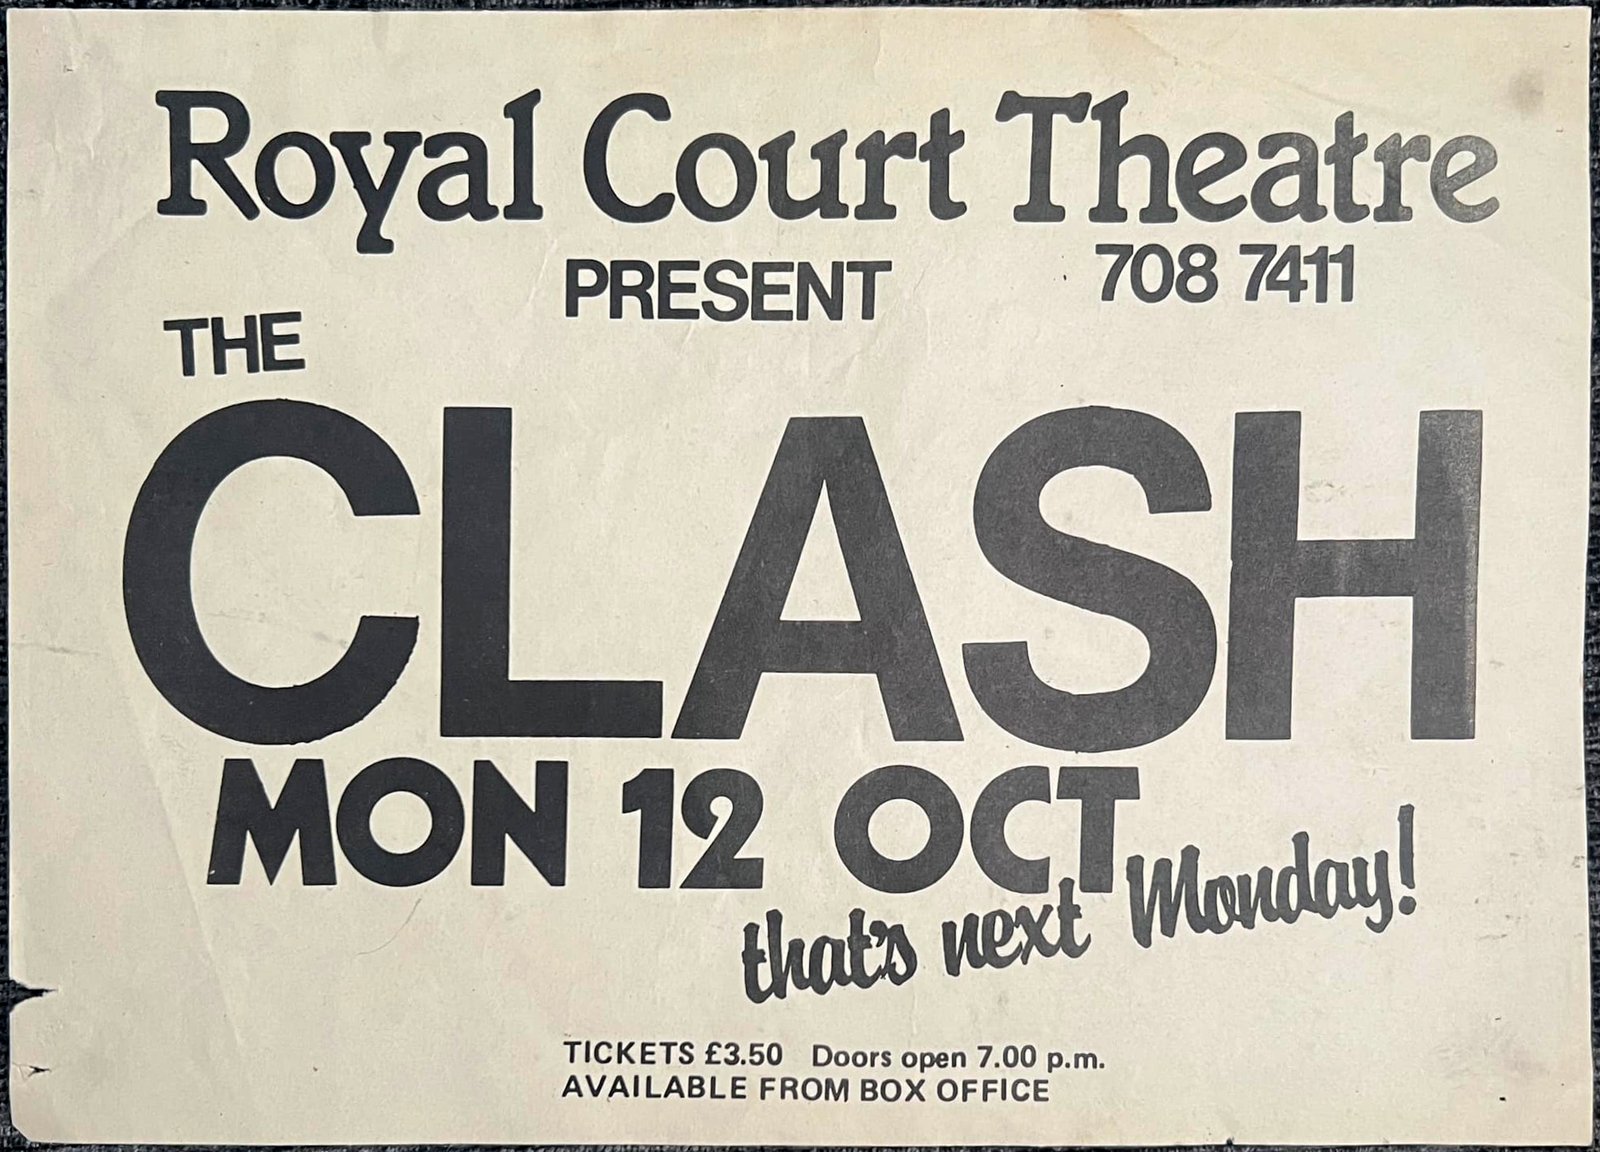 Royal Court Theatre
PRESENT 708 7411
THE
CLASH
MON 12 OCT
that's next Monday!
TICKETS £3.50 Doors open 7.00 p.m.
AVAILABLE FROM BOX OFFICE